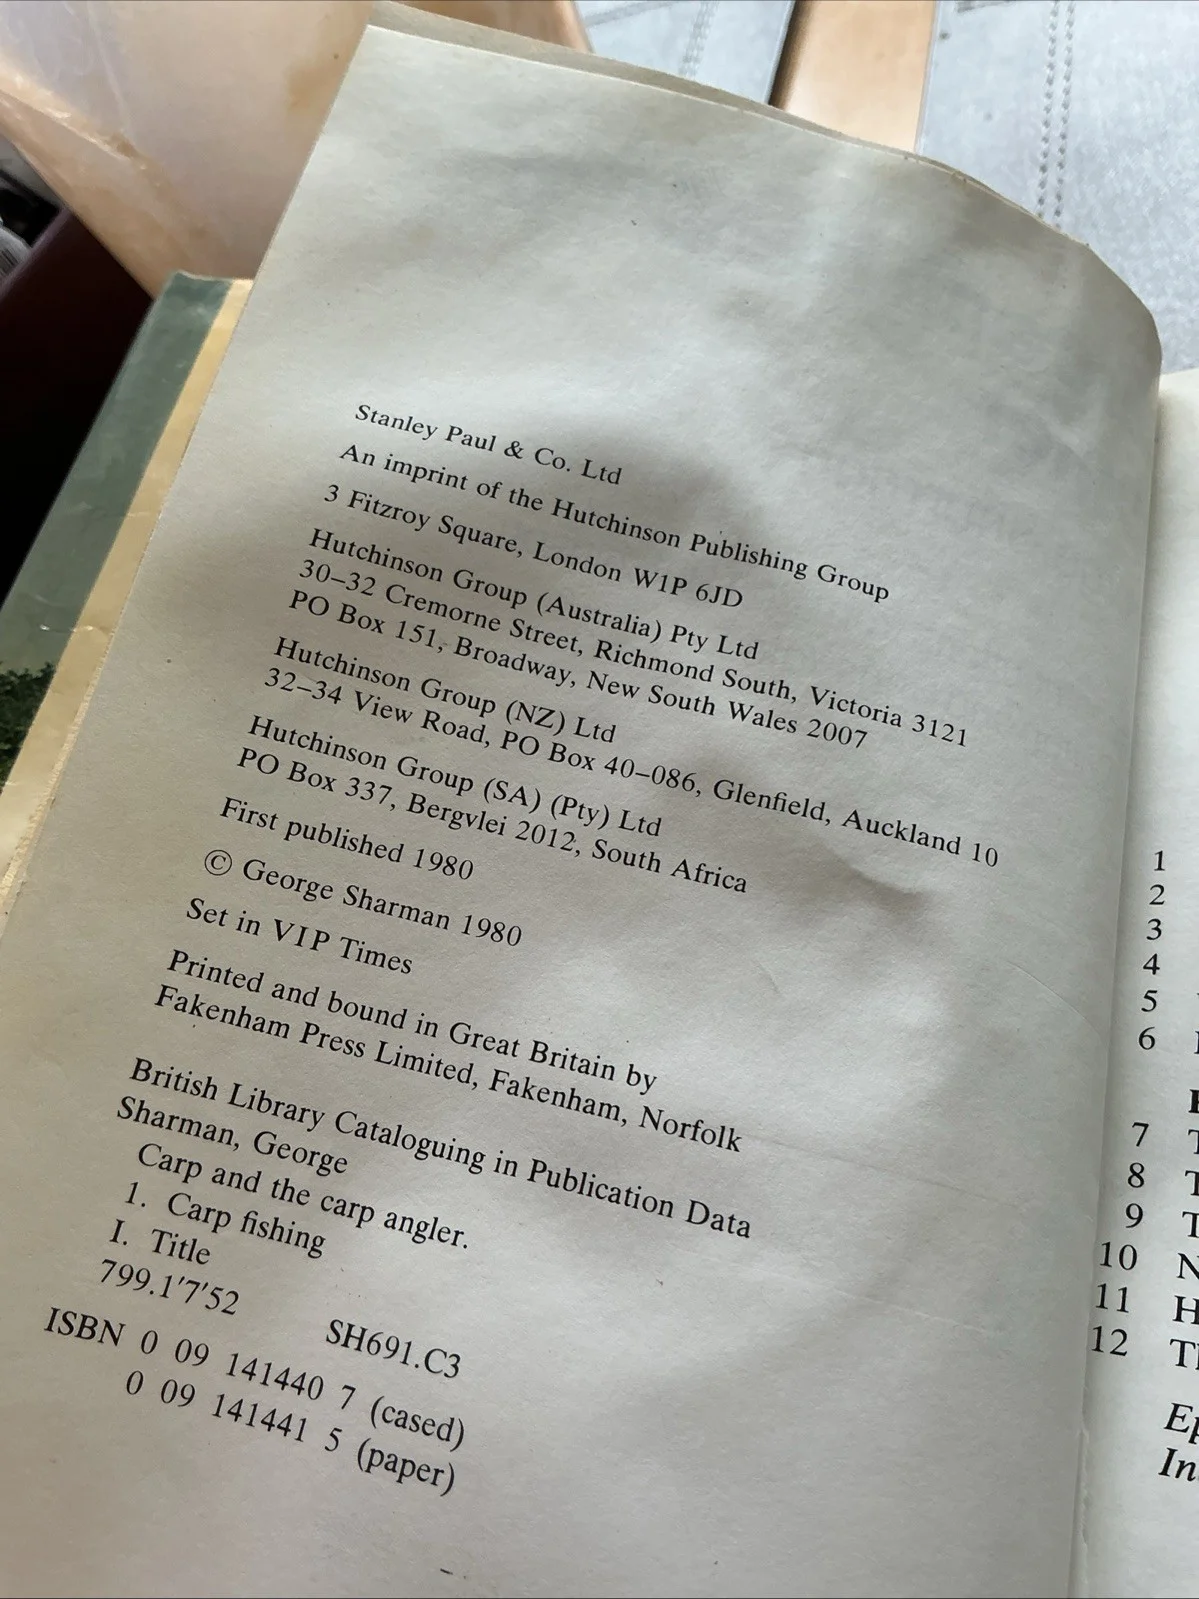 Stanley Paul & Co. Ltd
An imprint of the Hutchinson Publishing Group
3 Fitzroy Square, London W1P 6JD
Hutchinson Group (Australia) Pty Ltd
30–32 Cremorne Street, Richmond South, Victoria 3121
PO Box 151, Broadway, New South Wales 2007
Hutchinson Group (NZ) Ltd
32–34 View Road, PO Box 40–086, Glenfield, Auckland 10
Hutchinson Group (SA) (Pty) Ltd
PO Box 337, Bergvlei 2012, South Africa
First published 1980
© George Sharman 1980
Set in VIP Times
Printed and bound in Great Britain by
Fakenham Press Limited, Fakenham, Norfolk
British Library Cataloguing in Publication Data
Sharman, George
Carp and the carp angler.
1. Carp fishing
I. Title
799.1'7'52 SH691.C3
ISBN 0 09 141440 7 (cased)
0 09 141441 5 (paper)
1
2
3
4
5
6
7
8
9
10
11
12